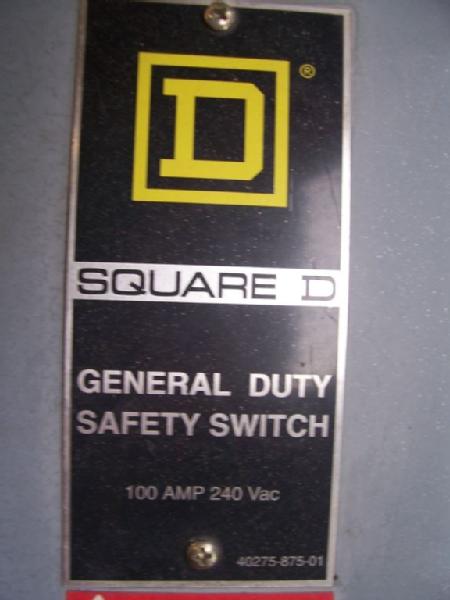 D ®
SQUARE D
GENERAL DUTY
SAFETY SWITCH
100 AMP 240 Vac
40275-875-01